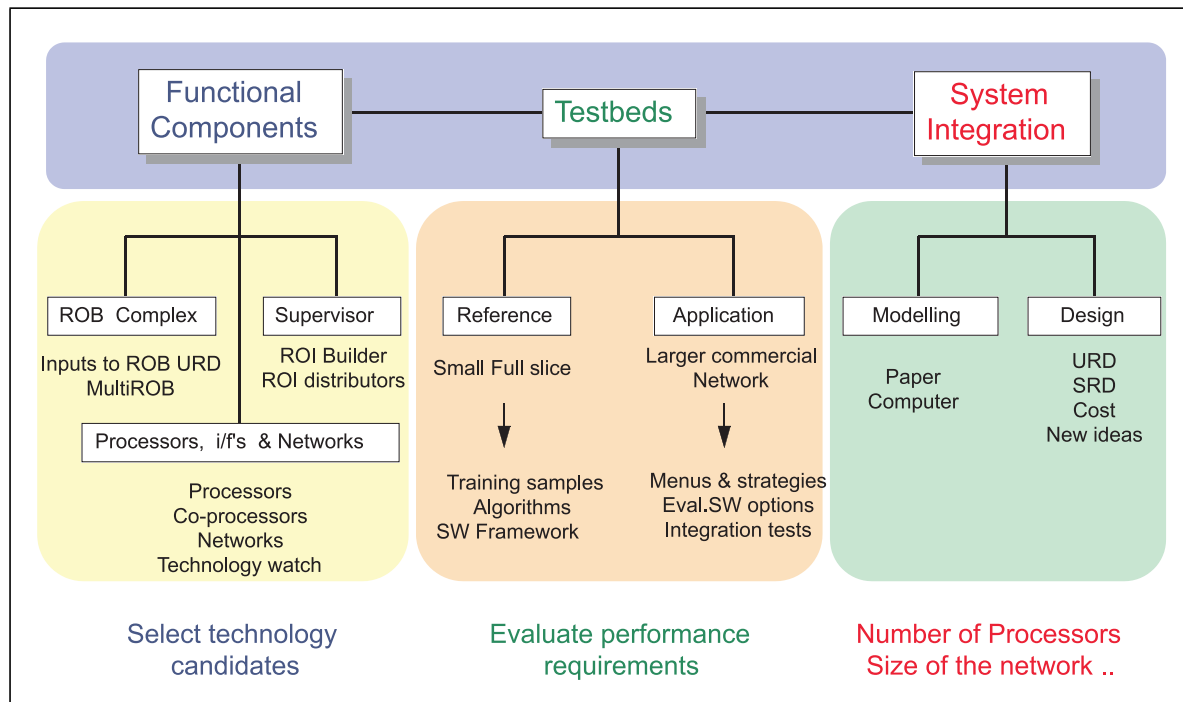 Functional
Components
Testbeds
System
Integration
ROB Complex
Inputs to ROB URD
MultiROB
Supervisor
ROI Builder
ROI distributors
Processors, i/f's & Networks
Processors
Co-processors
Networks
Technology watch
Reference
Small Full slice
Training samples
Algorithms
SW Framework
Application
Larger commercial
Network
Menus & strategies
Eval.SW options
Integration tests
Modelling
Paper
Computer
Design
URD
SRD
Cost
New ideas
Select technology
candidates
Evaluate performance
requirements
Number of Processors
Size of the network ..